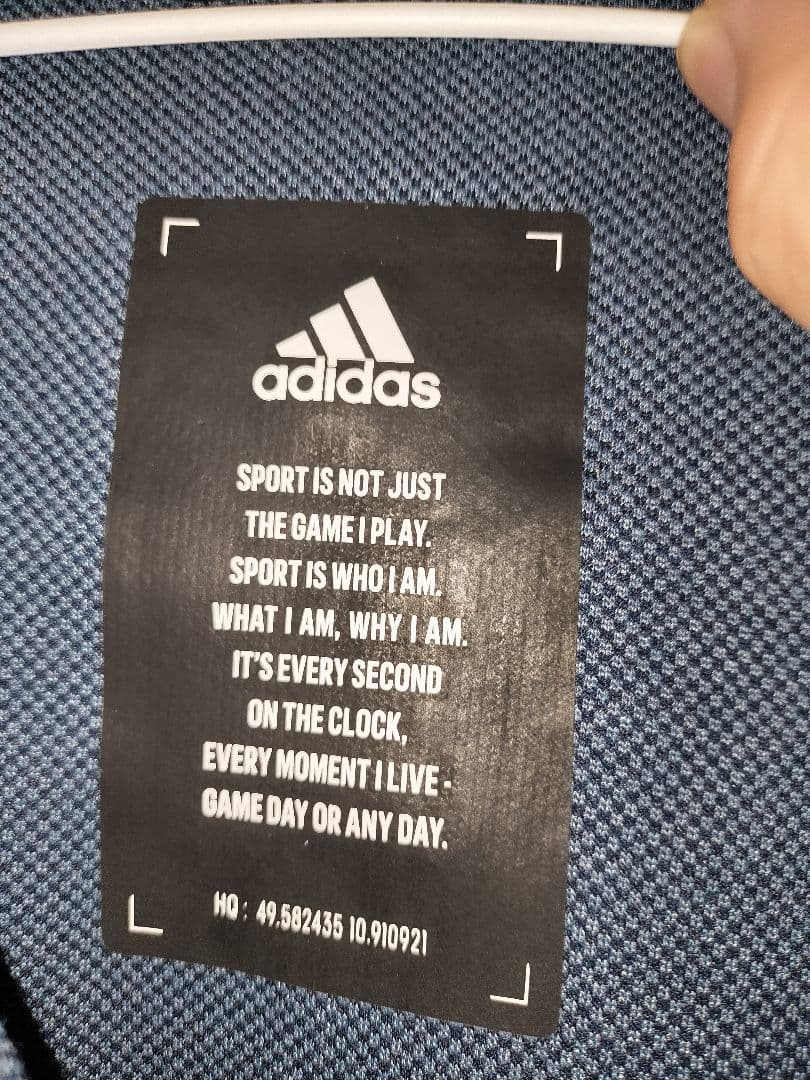 adidas
SPORT IS NOT JUST
THE GAME I PLAY.
SPORT IS WHO I AM.
WHAT I AM, WHY I AM.
IT'S EVERY SECOND
ON THE CLOCK,
EVERY MOMENT I LIVE -
GAME DAY OR ANY DAY.
HQ : 49.582435 10.910921